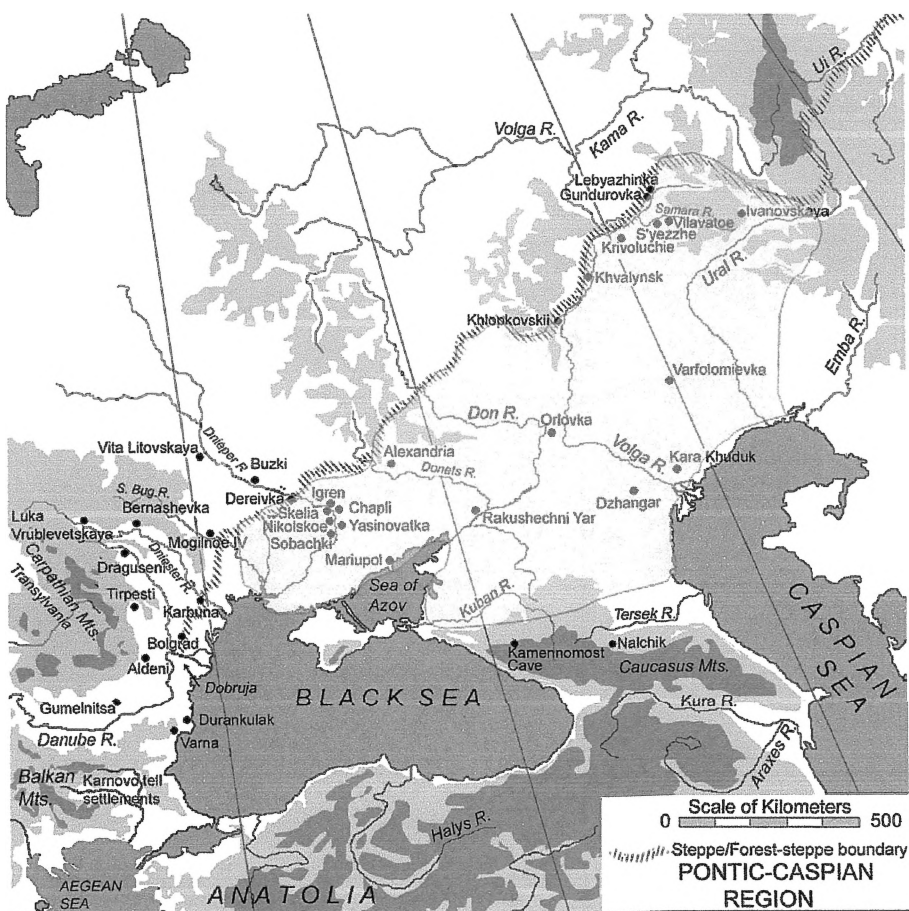 Ui R.
Volga R.
Kama R.
Lebyazhinka
Gundurovka
Samara R.
Ivanovskaya
Vilavatoe
S'yezzhe
Krivoluchie
Ural R.
Khvalynsk
Khlopkovskii
Emba R.
Varfolomievka
Don R.
Orlovka
Vita Litovskaya
Dnieper R.
Buzki
Alexandria
Donets R.
Volga R.
Kara Khuduk
S. Bug R.
Bernashevka
Dereivka
Igren
Chapli
Skelia
Dzhangar
Luka
Vrublevetskaya
Nikolskoe
Yasinovatka
Rakushechni Yar
Mogilnoe IV
Sobachki
Carpathian Mts.
Transylvania
Draguseni
Dniester R.
Mariupol
Tirpesti
Sea of
Azov
Kuban R.
Karbuna
Tersek R.
Bolgrad
Kamennomost
Cave
Nalchik
CASPIAN
SEA
Aldeni
Caucasus Mts.
Dobruja
BLACK SEA
Gumelnitsa
Kura R.
Durankulak
Danube R.
Varna
Araxes R.
Balkan
Mts.
Karnovo tell
settlements
Scale of Kilometers
0 500
Halys R.
Steppe/Forest-steppe boundary
PONTIC-CASPIAN
REGION
AEGEAN
SEA
ANATOLIA